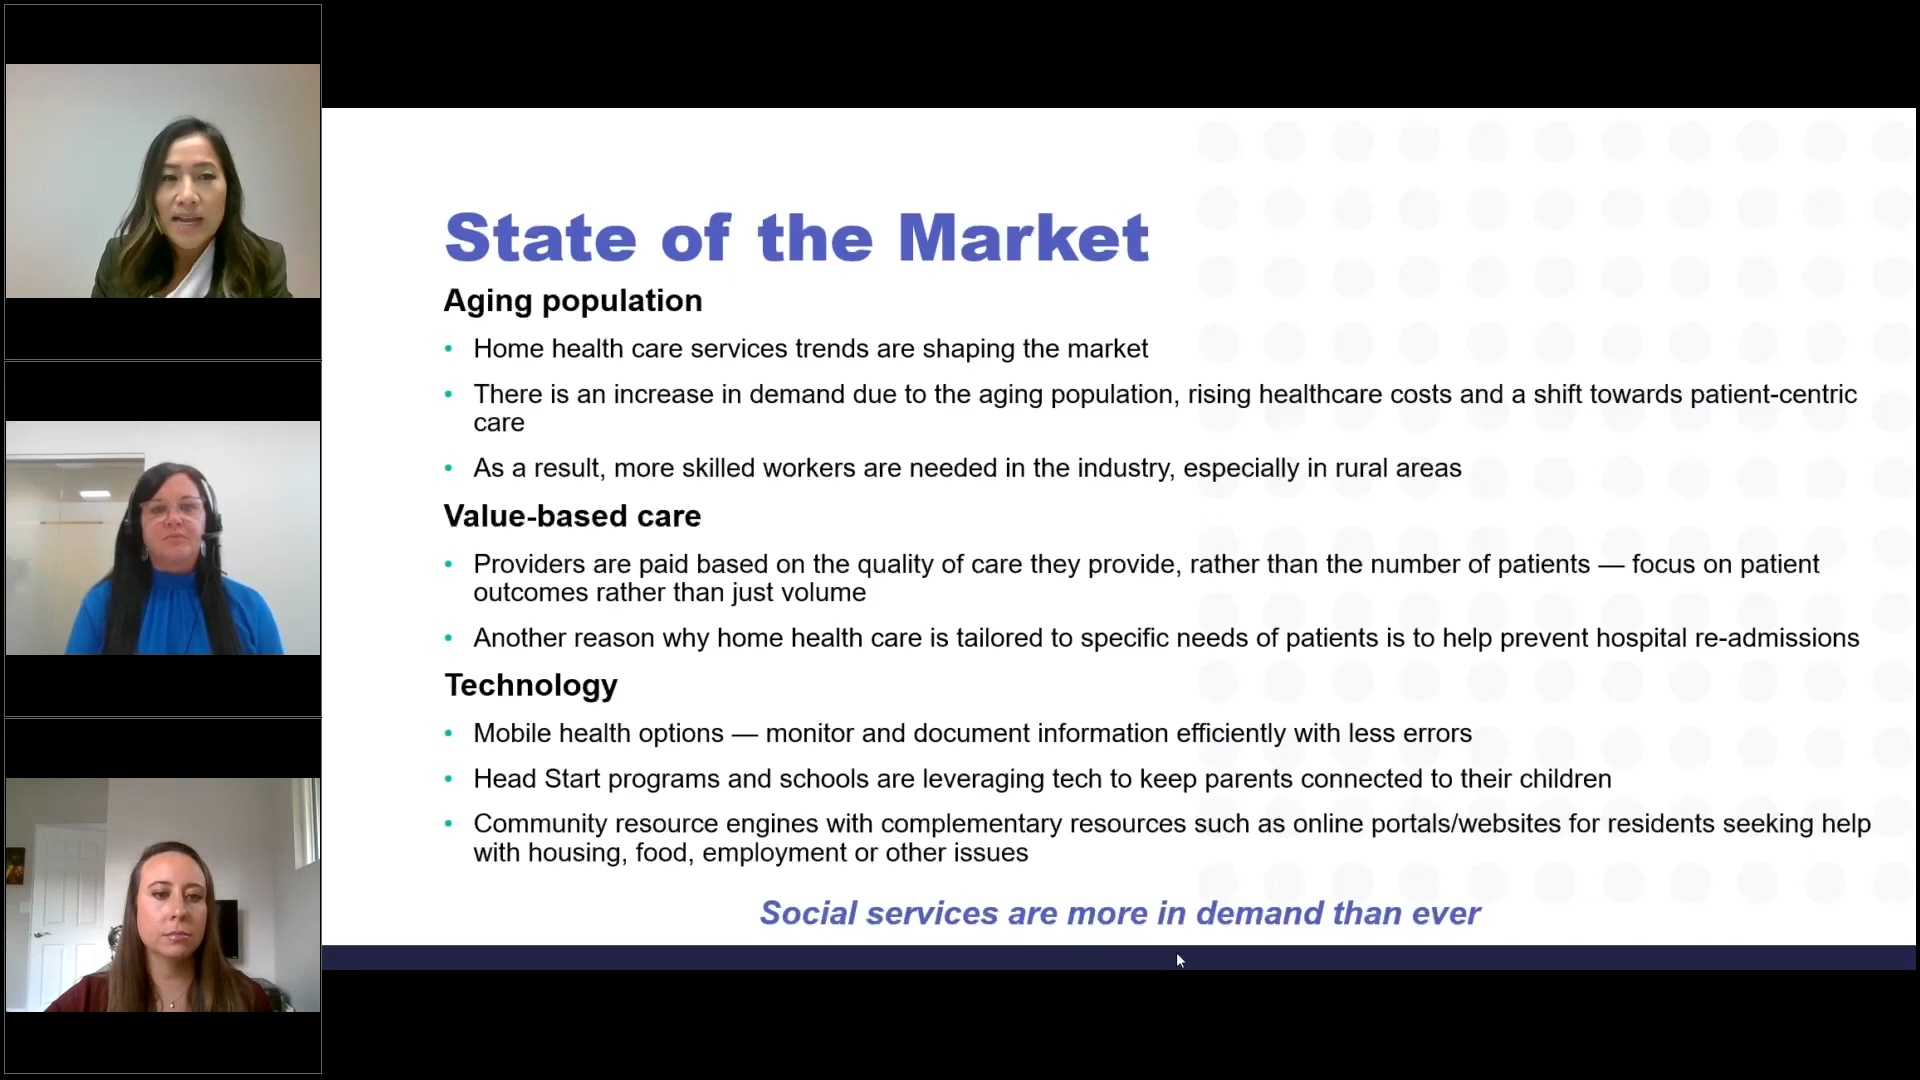 State of the Market
Aging population
• Home health care services trends are shaping the market
• There is an increase in demand due to the aging population, rising healthcare costs and a shift towards patient-centric
care
• As a result, more skilled workers are needed in the industry, especially in rural areas
Value-based care
• Providers are paid based on the quality of care they provide, rather than the number of patients — focus on patient
outcomes rather than just volume
• Another reason why home health care is tailored to specific needs of patients is to help prevent hospital re-admissions
Technology
• Mobile health options — monitor and document information efficiently with less errors
• Head Start programs and schools are leveraging tech to keep parents connected to their children
• Community resource engines with complementary resources such as online portals/websites for residents seeking help
with housing, food, employment or other issues
Social services are more in demand than ever